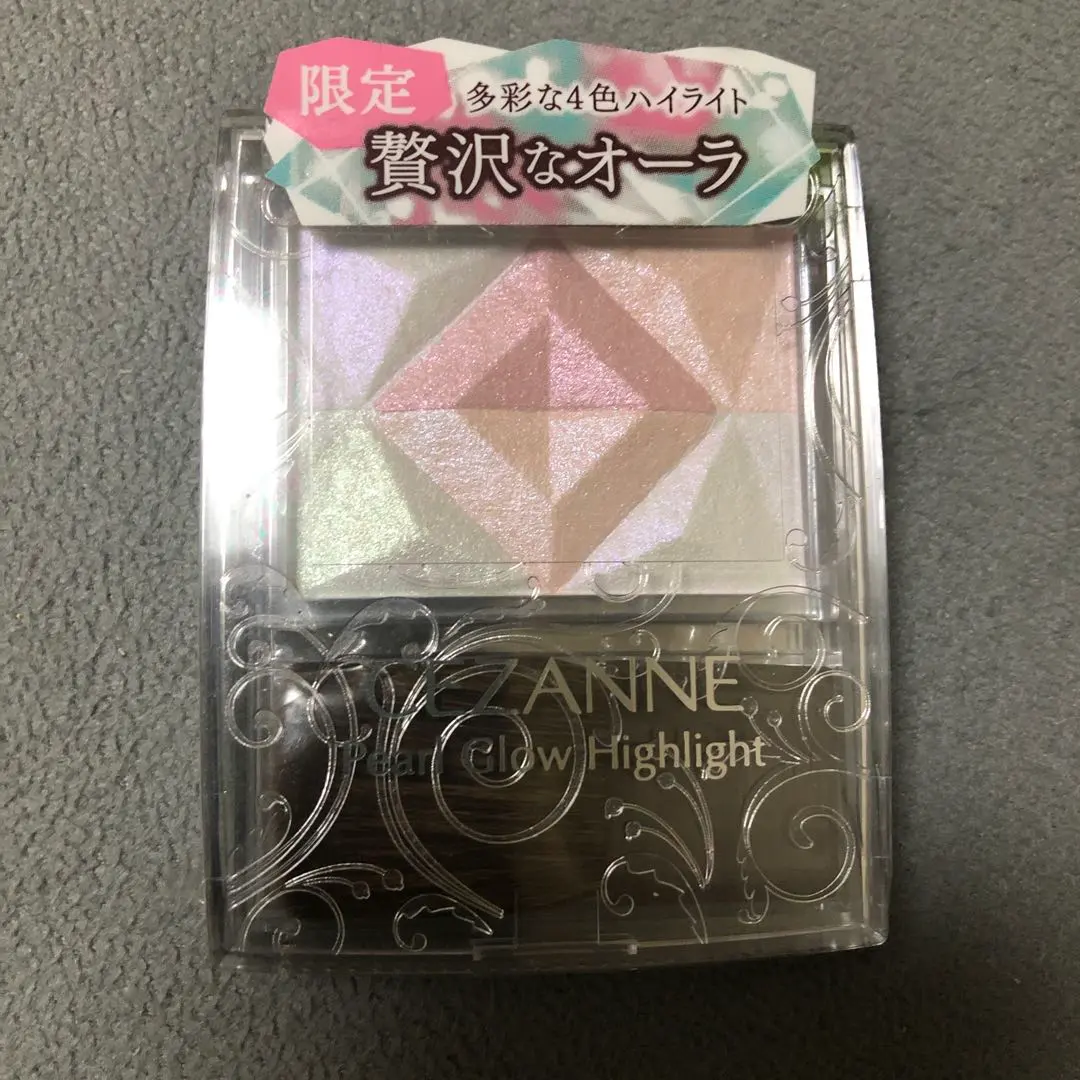 限定
多彩な4色ハイライト
贅沢なオーラ
CEZANNE
Pearl Glow Highlight